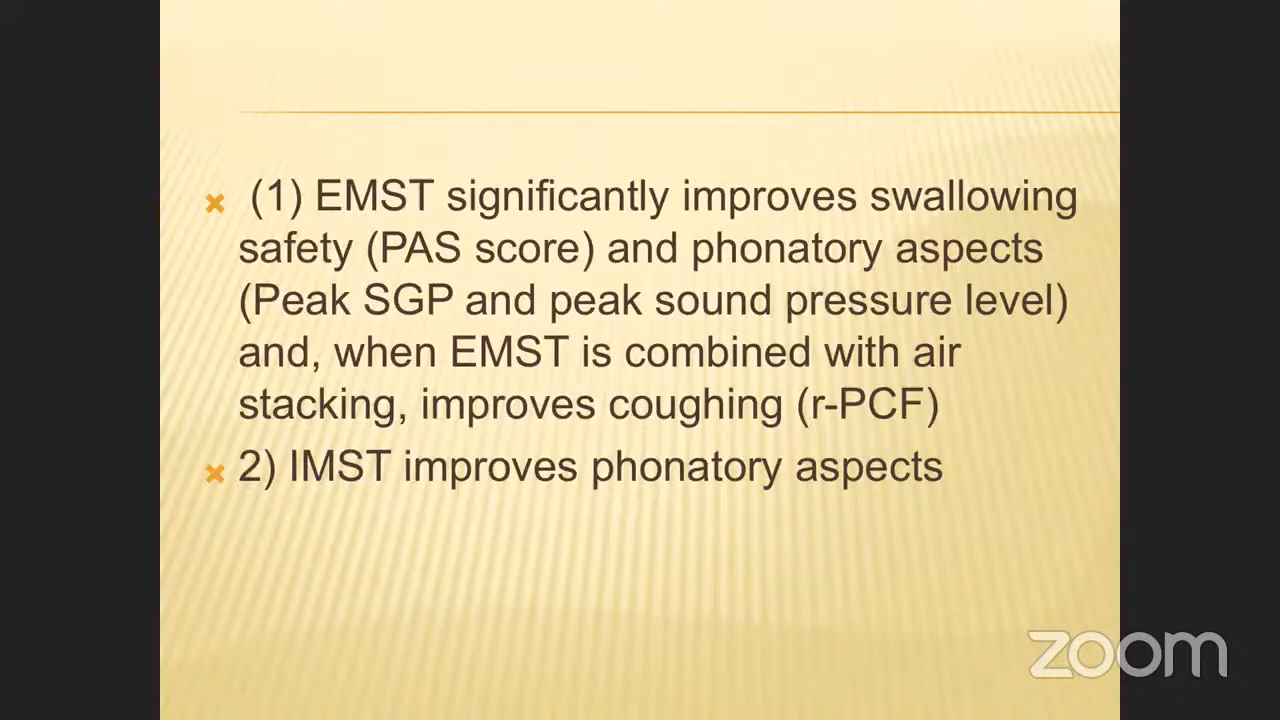 (1) EMST significantly improves swallowing
safety (PAS score) and phonatory aspects
(Peak SGP and peak sound pressure level)
and, when EMST is combined with air
stacking, improves coughing (r-PCF)
2) IMST improves phonatory aspects
zoom